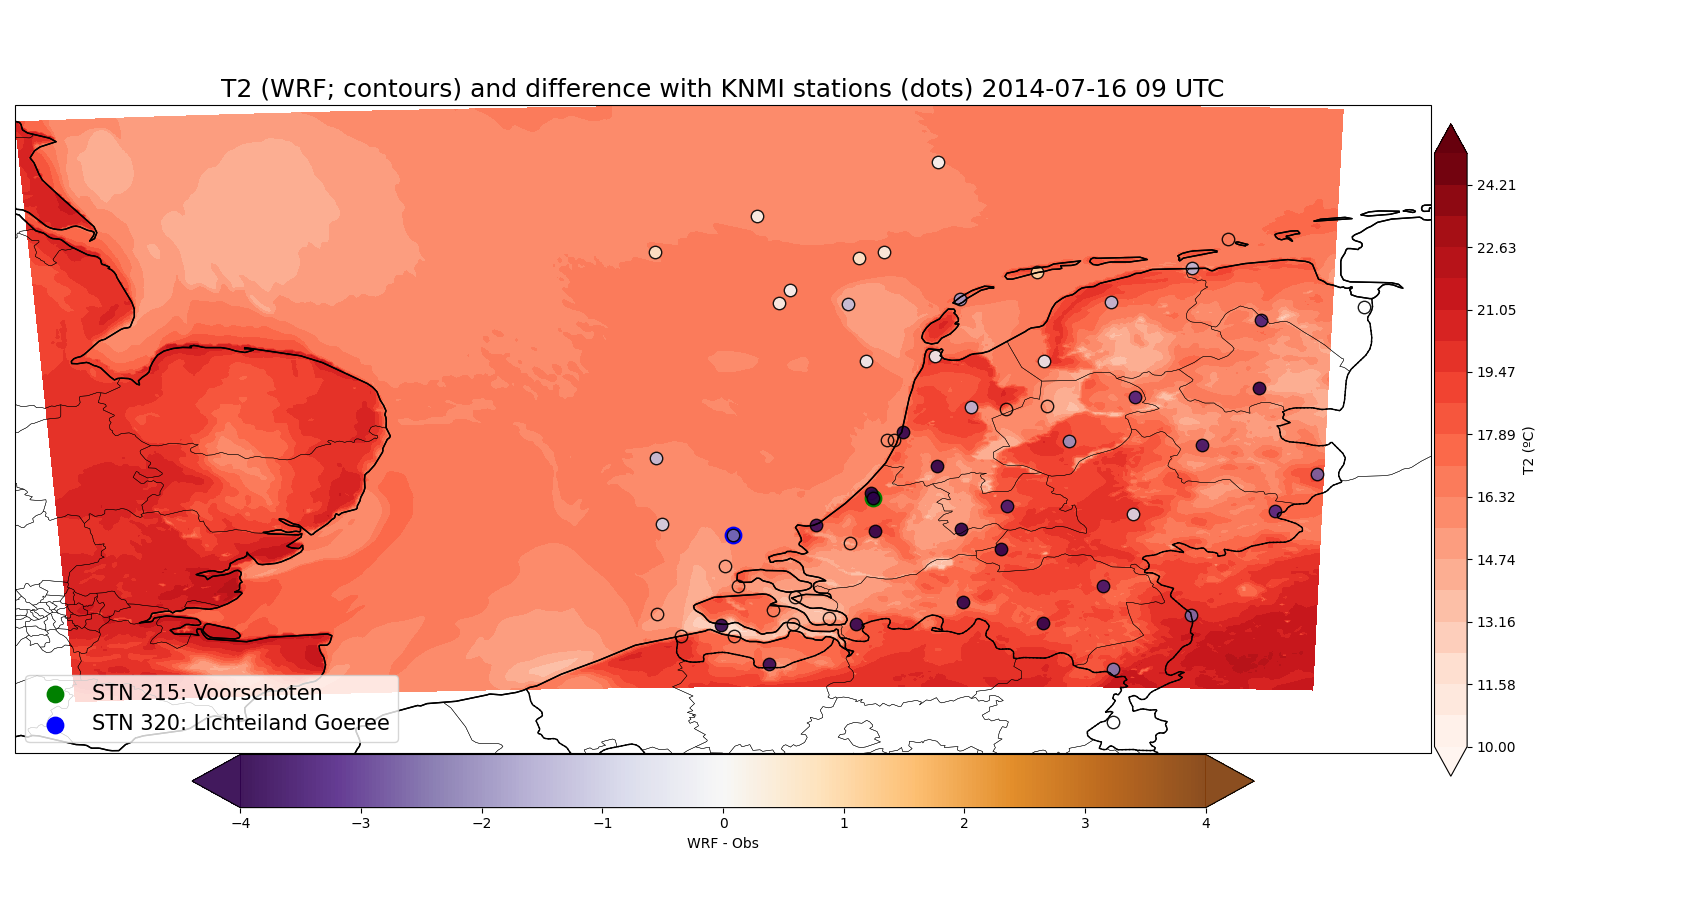 T2 (WRF; contours) and difference with KNMI stations (dots) 2014-07-16 09 UTC
24.21
22.63
21.05
19.47
17.89
16.32
14.74
13.16
11.58
10.00
T2 (ºC)
STN 215: Voorschoten
STN 320: Lichteiland Goeree
−4 −3 −2 −1 0 1 2 3 4
WRF - Obs